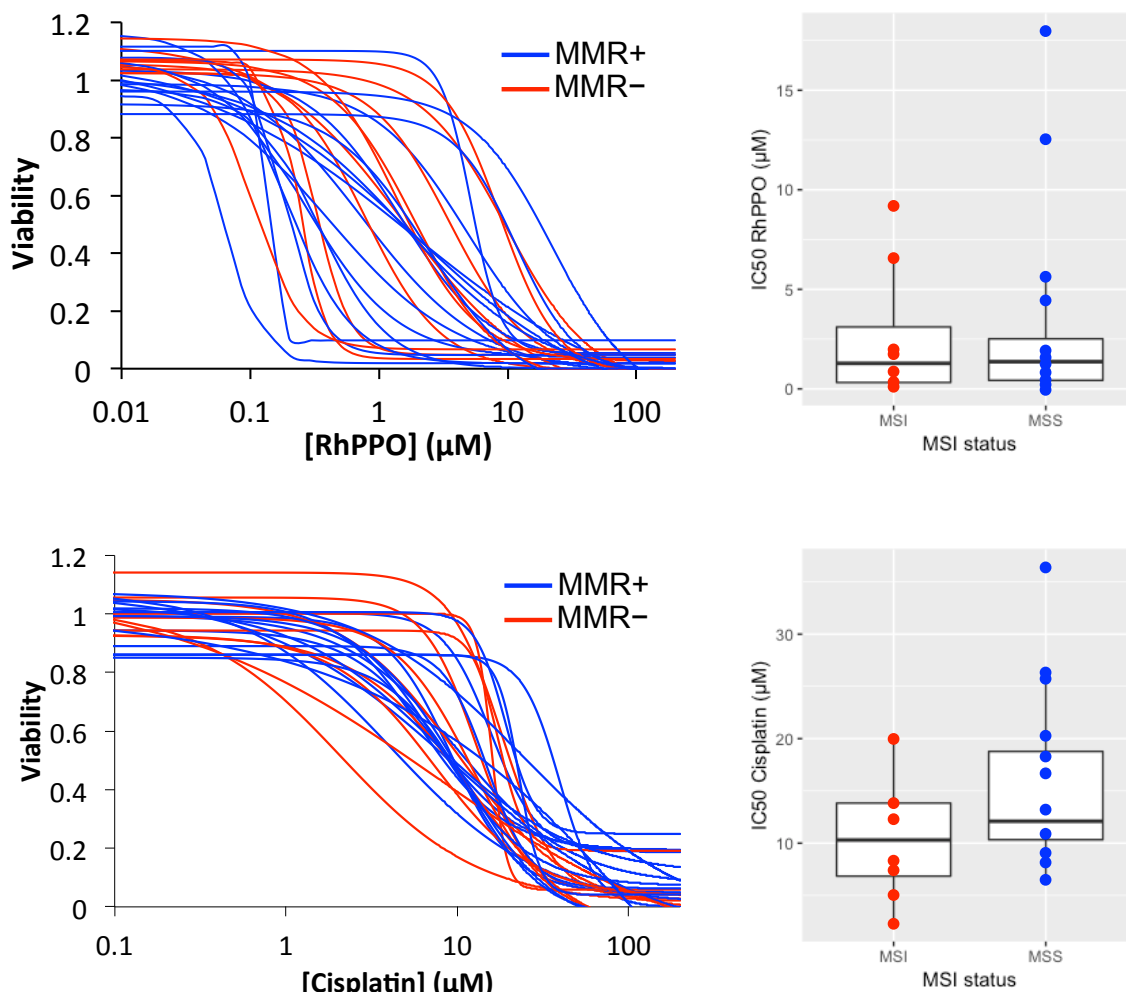 1.2
1
0.8
0.6
0.4
0.2
0
Viability
MMR+
MMR−
0.01
0.1
1
10
100
[RhPPO] (µM)
15
10
5
0
IC50 RhPPO (µM)
MSI
MSS
MSI status
1.2
1
0.8
0.6
0.4
0.2
0
Viability
MMR+
MMR−
0.1
1
10
100
[Cisplatin] (µM)
30
20
10
IC50 Cisplatin (µM)
MSI
MSS
MSI status